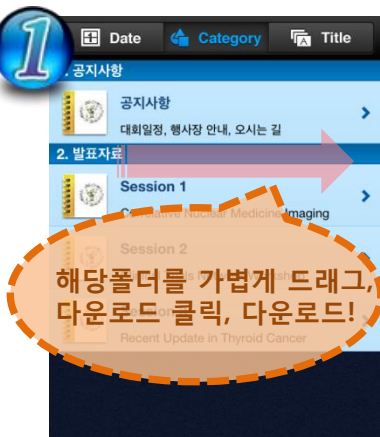 1
Date Category Title
1. 공지사항
공지사항
대회일정, 행사장 안내, 오시는 길
2. 발표자료
Session 1
Correlative Nuclear Medicine Imaging
Session 2
해당폴더를 가볍게 드래그,
다운로드 클릭, 다운로드!
Recent Update in Thyroid Cancer